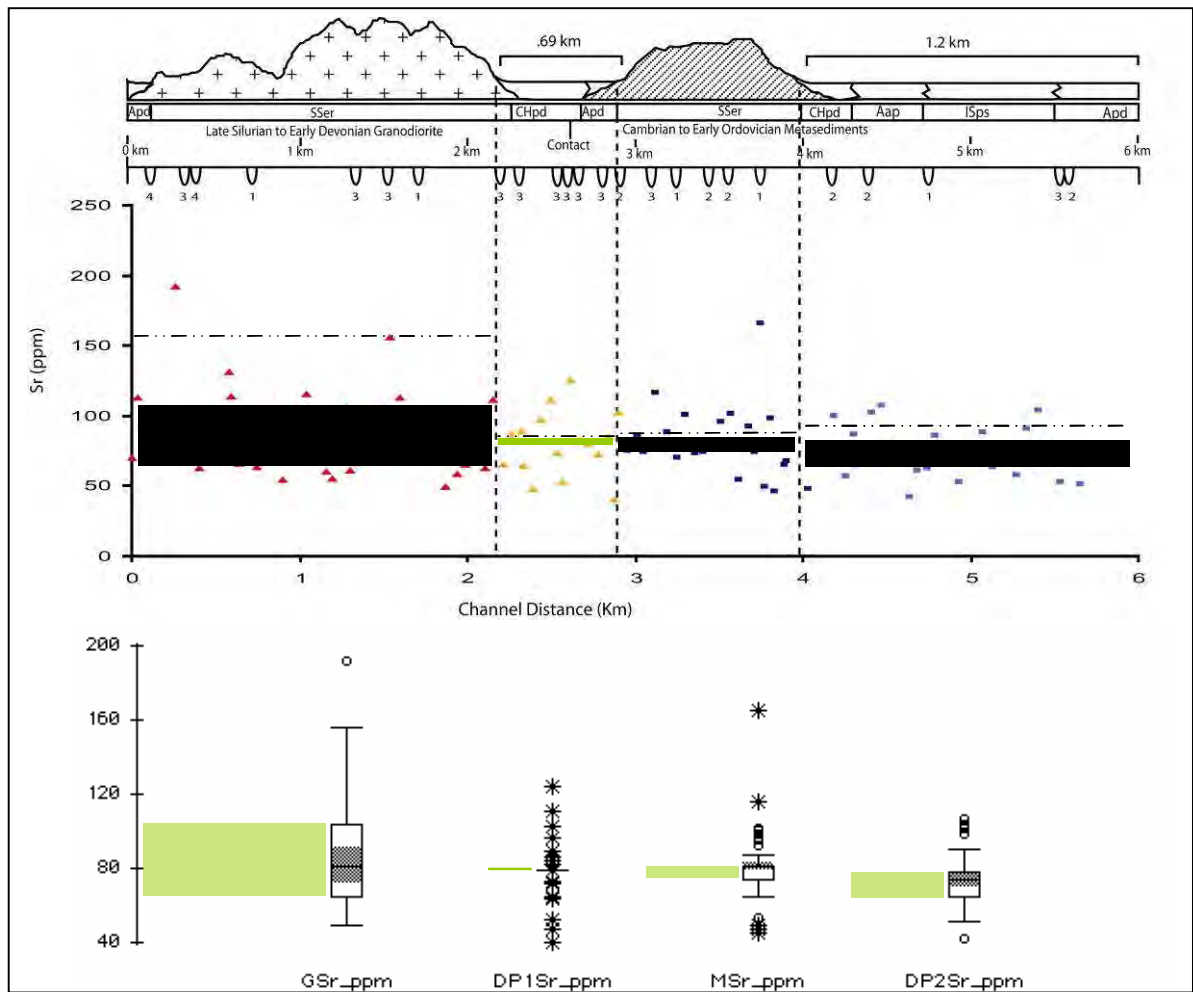 .69 km 1.2 km
Apd SSer CHpd Apd SSer CHpd Aap ISps Apd
Late Silurian to Early Devonian Granodiorite Cambrian to Early Ordovician Metasediments
Contact
0 km 1 km 2 km 3 km 4 km 5 km 6 km
4 3 4 1 3 3 1 3 3 3 3 3 3 2 3 1 2 2 1 2 2 1 3 2
250
200
150
100
50
0
Sr (ppm)
0 1 2 3 4 5 6
Channel Distance (Km)
200
160
120
80
40
GSr_ppm DP1Sr_ppm MSr_ppm DP2Sr_ppm